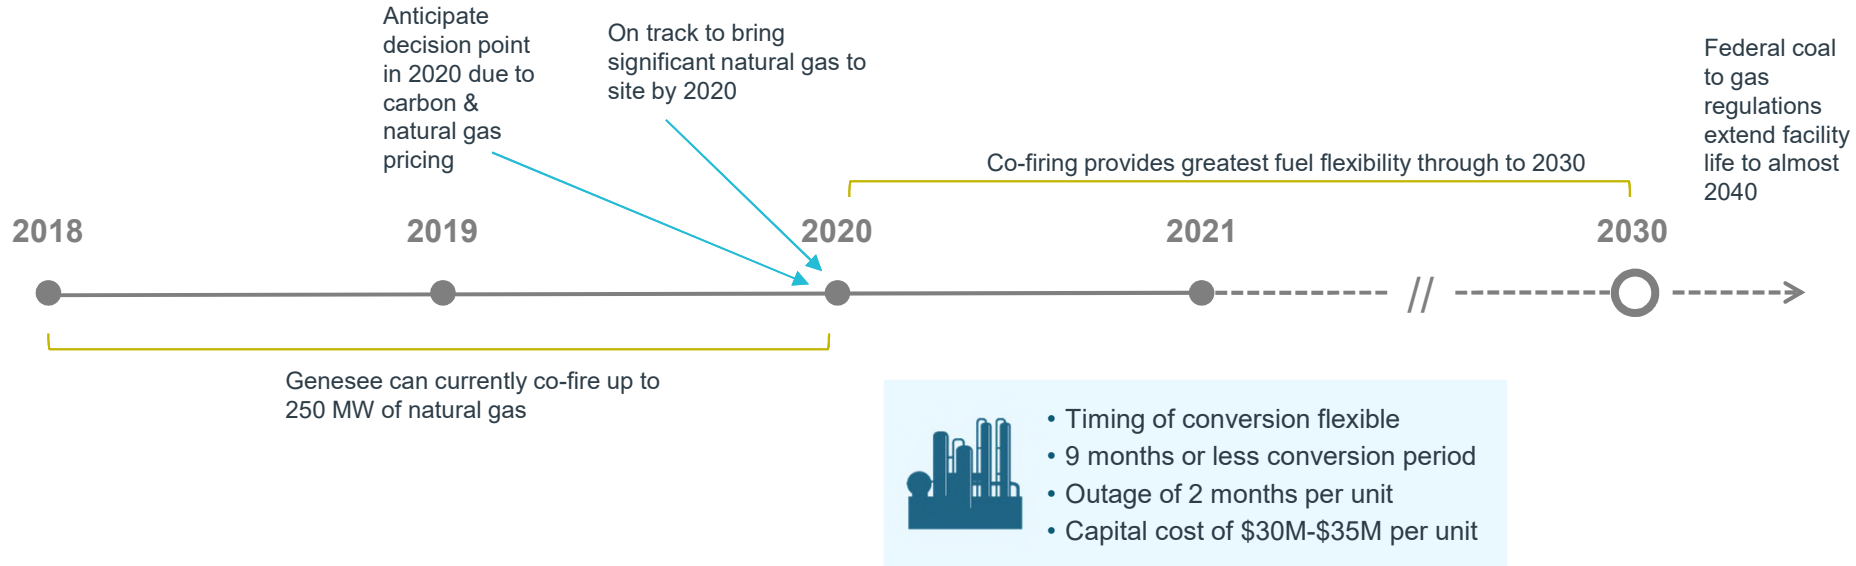 Anticipate
decision point
in 2020 due to
carbon &
natural gas
pricing
On track to bring
significant natural gas to
site by 2020
Federal coal
to gas
regulations
extend facility
life to almost
2040
Co-firing provides greatest fuel flexibility through to 2030
2018
2019
2020
2021
2030
//
Genesee can currently co-fire up to
250 MW of natural gas
• Timing of conversion flexible
• 9 months or less conversion period
• Outage of 2 months per unit
• Capital cost of $30M-$35M per unit